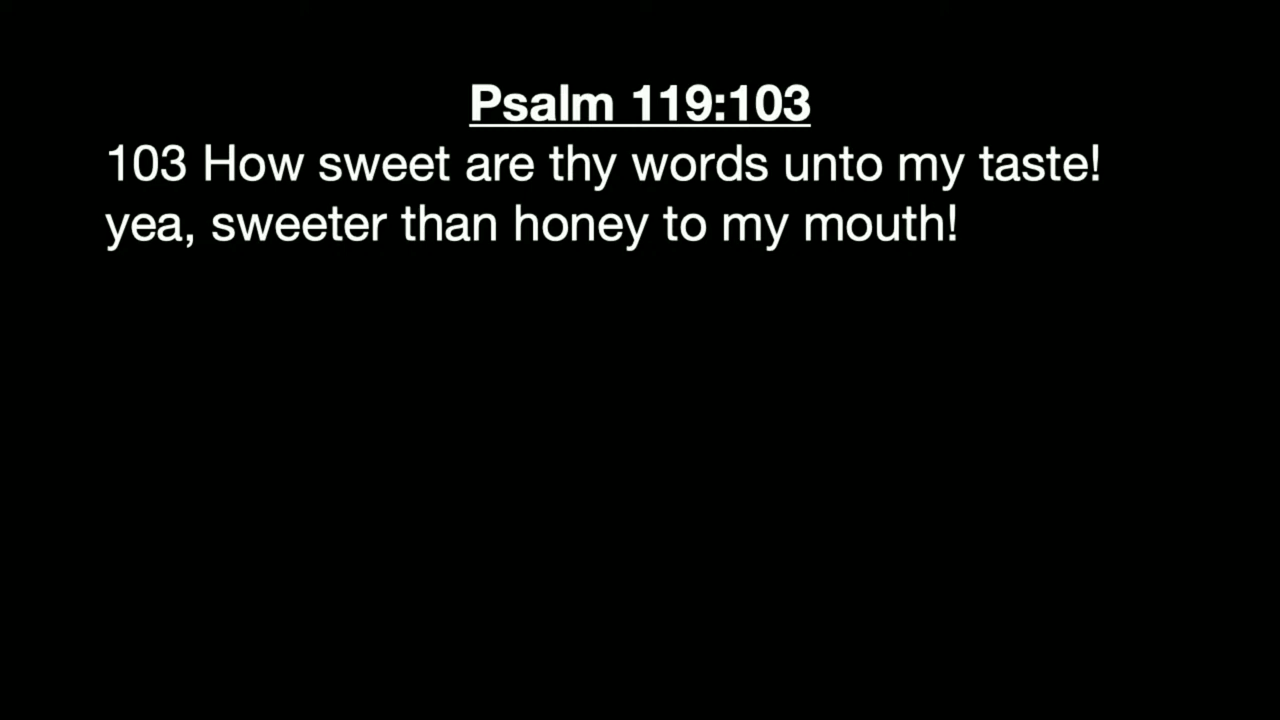 Psalm 119:103
103 How sweet are thy words unto my taste!
yea, sweeter than honey to my mouth!